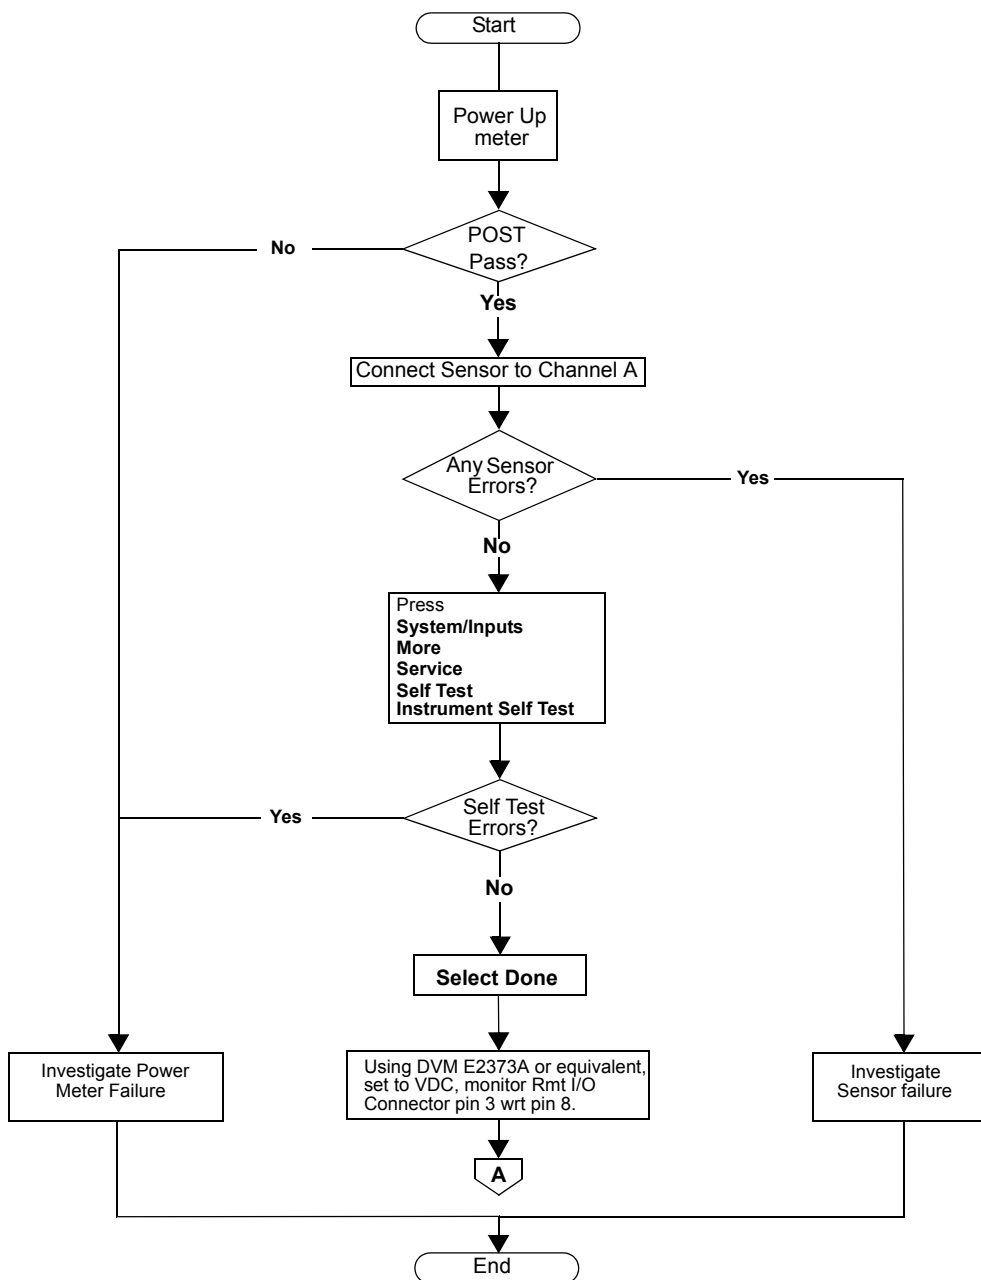 Start
Power Up
meter
POST
Pass?
No
Yes
Connect Sensor to Channel A
Any Sensor
Errors?
Yes
No
Press
System/Inputs
More
Service
Self Test
Instrument Self Test
Self Test
Errors?
Yes
No
Select Done
Investigate Power
Meter Failure
Using DVM E2373A or equivalent,
set to VDC, monitor Rmt I/O
Connector pin 3 wrt pin 8.
Investigate
Sensor failure
A
End